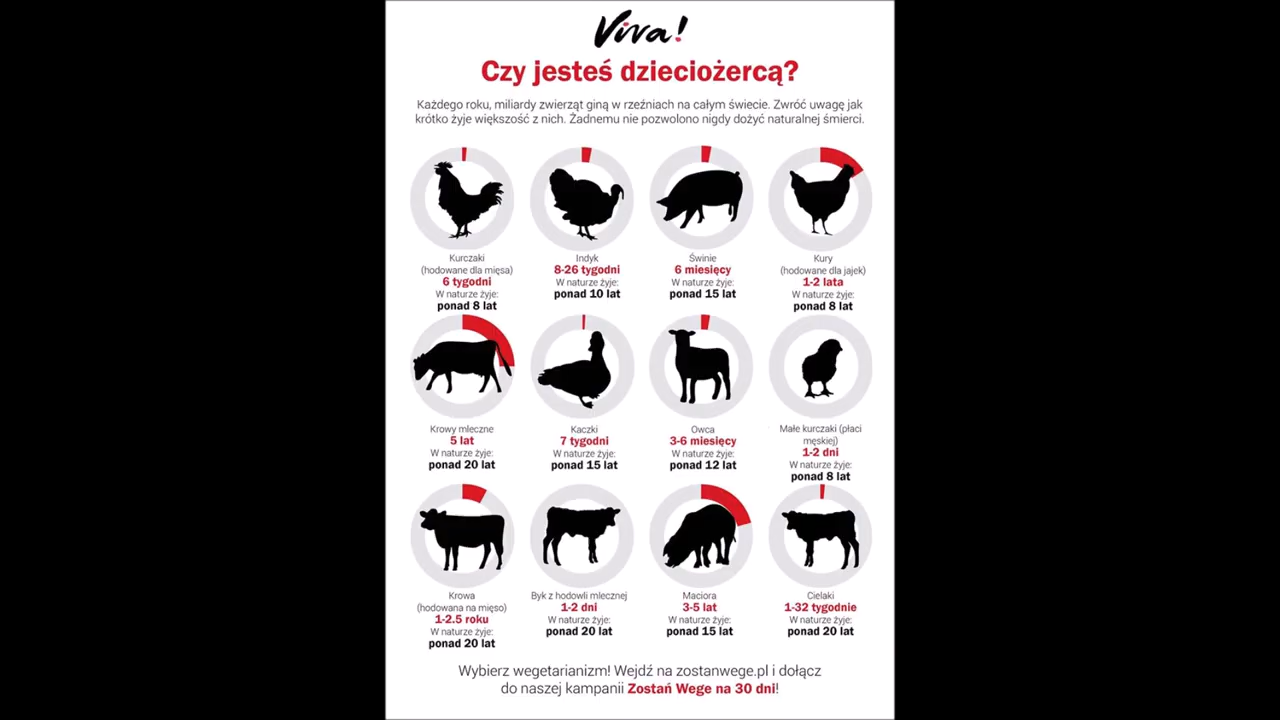 Viva!
Czy jesteś dzieciożercą?
Każdego roku, miliardy zwierząt giną w rzeźniach na całym świecie. Zwróć uwagę jak
krótko żyje większość z nich. Żadnemu nie pozwolono nigdy dożyć naturalnej śmierci.
Kurczaki
(hodowane dla mięsa)
6 tygodni
W naturze żyje:
ponad 8 lat
Indyk
8-26 tygodni
W naturze żyje:
ponad 10 lat
Świnie
6 miesięcy
W naturze żyje:
ponad 15 lat
Kury
(hodowane dla jajek)
1-2 lata
W naturze żyje:
ponad 8 lat
Krowy mleczne
5 lat
W naturze żyje:
ponad 20 lat
Kaczki
7 tygodni
W naturze żyje:
ponad 15 lat
Owca
3-6 miesięcy
W naturze żyje:
ponad 12 lat
Małe kurczaki (płaci
męskiej)
1-2 dni
W naturze żyje:
ponad 8 lat
Krowa
(hodowana na mięso)
1-2.5 roku
W naturze żyje:
ponad 20 lat
Byk z hodowli mlecznej
1-2 dni
W naturze żyje:
ponad 20 lat
Maciora
3-5 lat
W naturze żyje:
ponad 15 lat
Cielaki
1-32 tygodnie
W naturze żyje:
ponad 20 lat
Wybierz wegetarianizm! Wejdź na zostanwege.pl i dołącz
do naszej kampanii Zostań Wege na 30 dni!